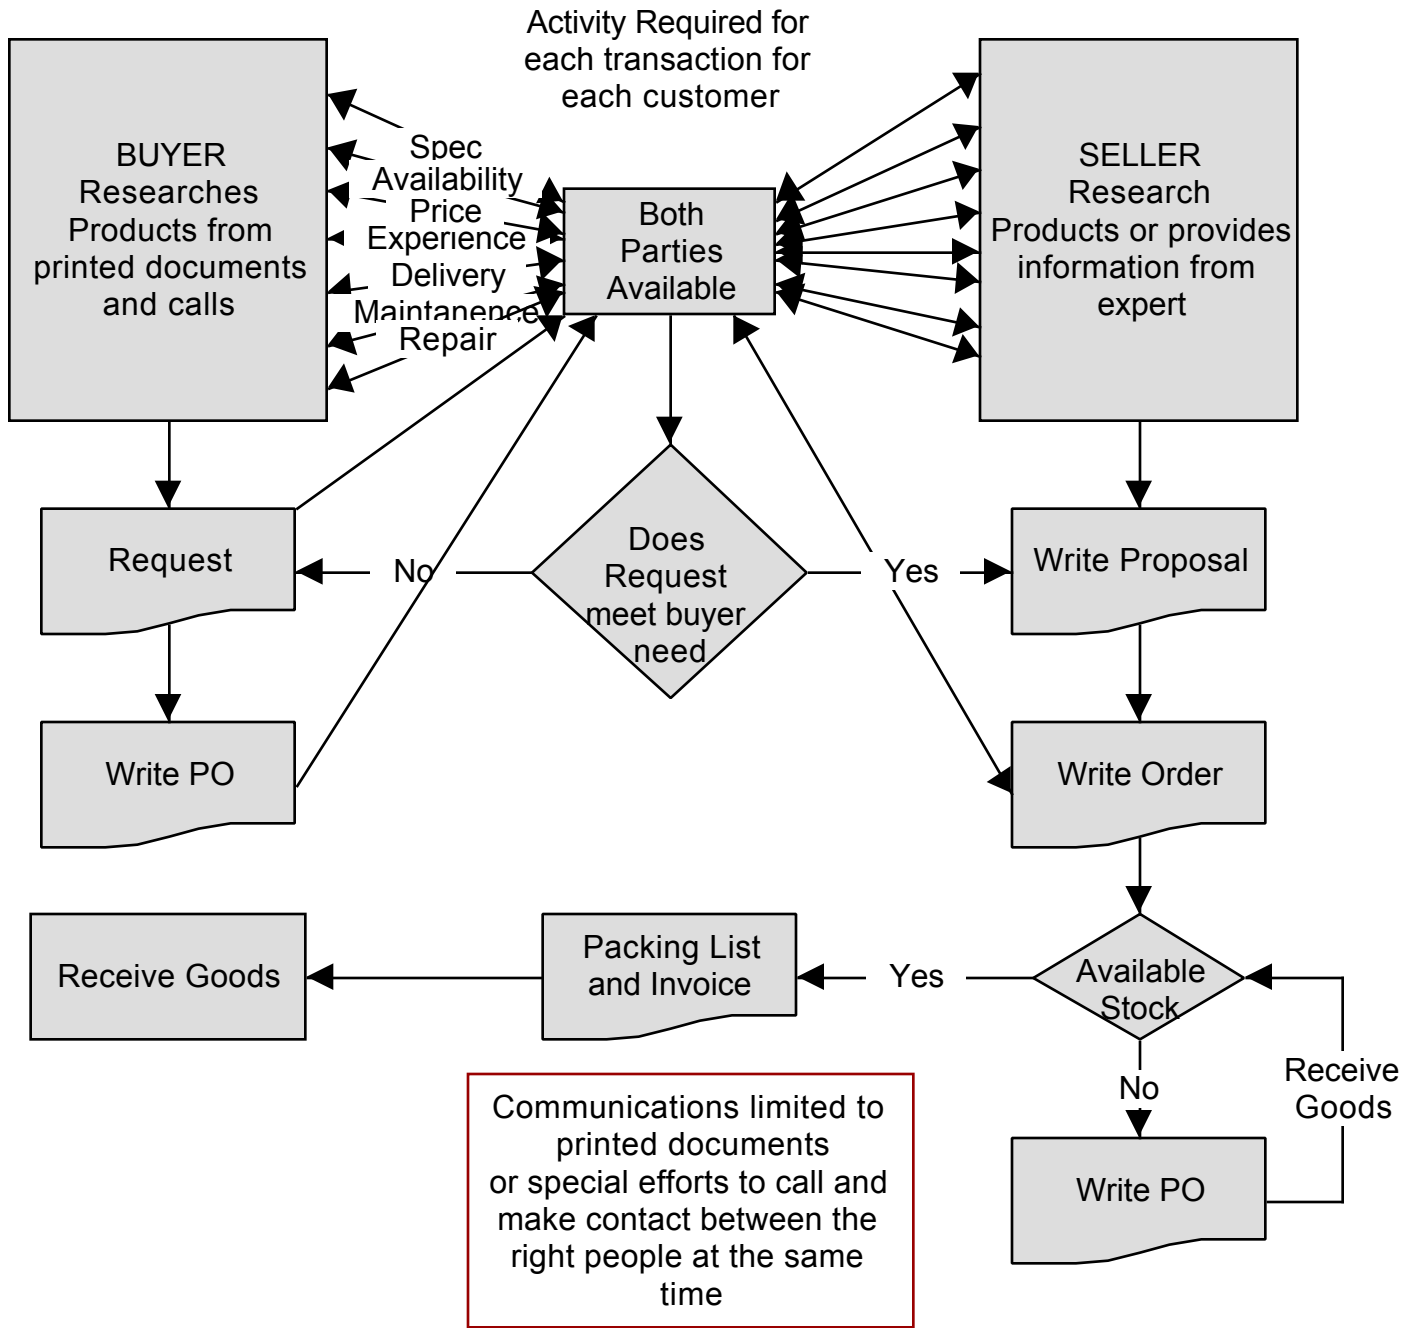 Activity Required for
each transaction for
each customer
BUYER
Researches
Products from
printed documents
and calls
Spec
Availability
Price
Experience
Delivery
Maintanence
Repair
Both
Parties
Available
SELLER
Research
Products or provides
information from
expert
Request
No
Does
Request
meet buyer
need
Yes
Write Proposal
Write PO
Write Order
Receive Goods
Packing List
and Invoice
Yes
Available
Stock
No
Receive
Goods
Write PO
Communications limited to
printed documents
or special efforts to call and
make contact between the
right people at the same
time